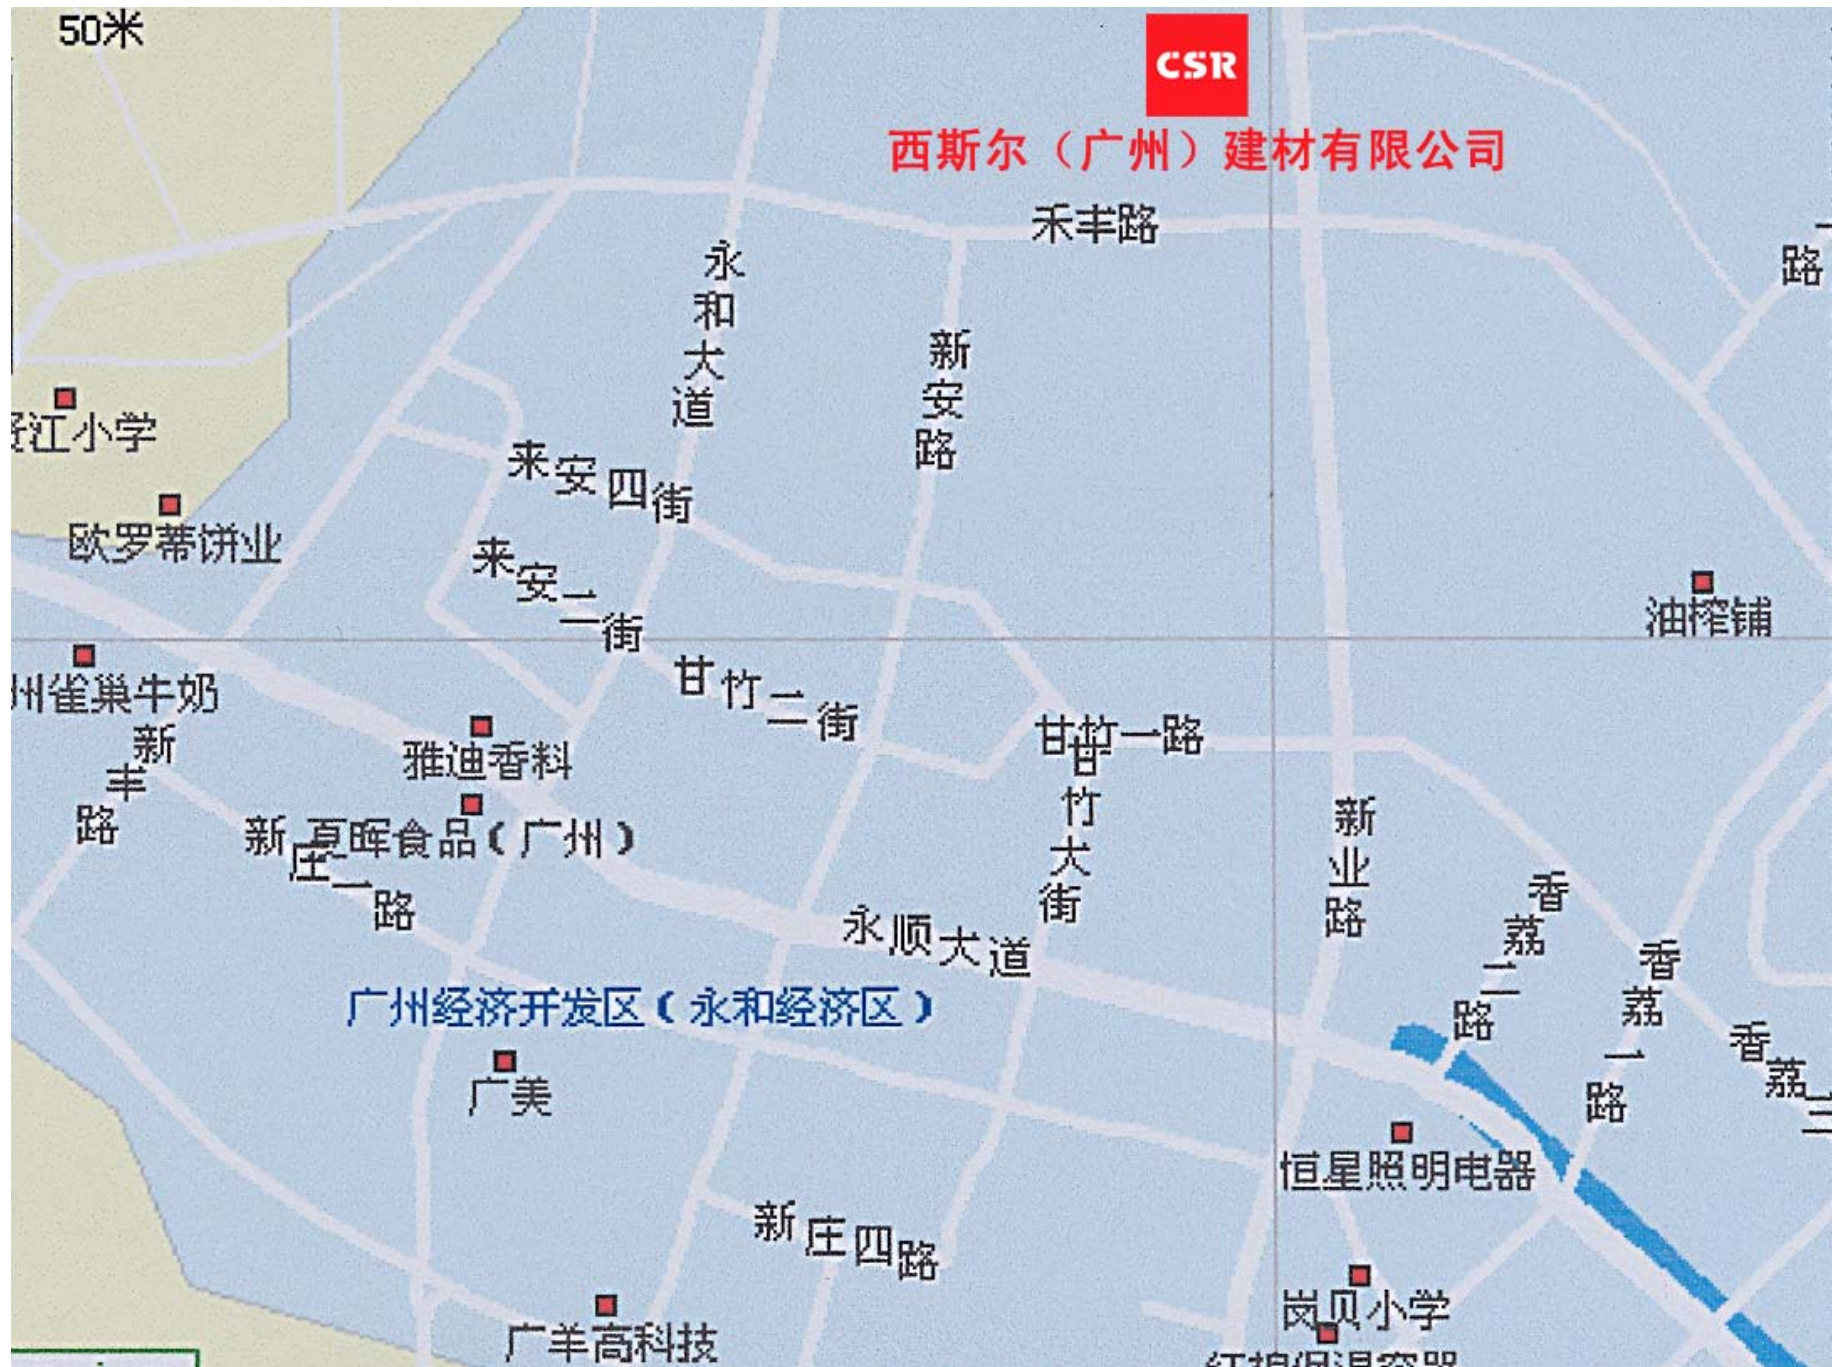 50米
CSR
西斯尔（广州）建材有限公司
禾丰路
路
永和大道
新安路
江小学
来安四街
欧罗蒂饼业
来安二街
油榨铺
州雀巢牛奶
甘竹二街
甘竹一路
新丰路
雅迪香料
甘竹大街
新业路
夏晖食品（广州）
新庄二路
香荔二路
永顺大道
香荔一路
广州经济开发区（永和经济区）
香荔三
广美
恒星照明电器
新庄四路
岗贝小学
广羊高科技